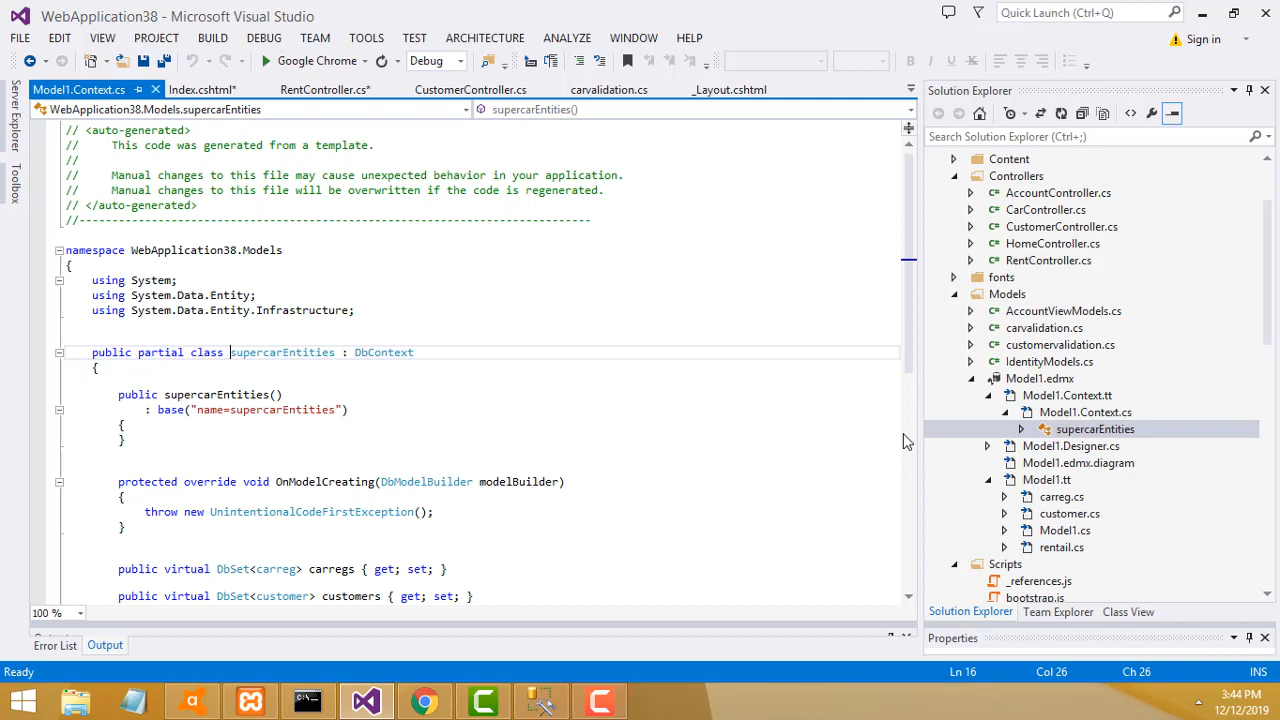 WebApplication38 - Microsoft Visual Studio
Quick Launch (Ctrl+Q)
FILE EDIT VIEW PROJECT BUILD DEBUG TEAM TOOLS TEST ARCHITECTURE ANALYZE WINDOW HELP
Sign in
Google Chrome
Debug
Server Explorer
Toolbox
Model1.Context.cs Index.cshtml* RentController.cs* CustomerController.cs carvalidation.cs _Layout.cshtml
WebApplication38.Models.supercarEntities
supercarEntities()
// <auto-generated>
// This code was generated from a template.
//
// Manual changes to this file may cause unexpected behavior in your application.
// Manual changes to this file will be overwritten if the code is regenerated.
// </auto-generated>
//------------------------------------------------------------------------------
namespace WebApplication38.Models
{
using System;
using System.Data.Entity;
using System.Data.Entity.Infrastructure;
public partial class supercarEntities : DbContext
{
public supercarEntities()
: base("name=supercarEntities")
{
}
protected override void OnModelCreating(DbModelBuilder modelBuilder)
{
throw new UnintentionalCodeFirstException();
}
public virtual DbSet<carreg> carregs { get; set; }
public virtual DbSet<customer> customers { get; set; }
100 %
Error List Output
Solution Explorer
Search Solution Explorer (Ctrl+;)
Content
Controllers
AccountController.cs
CarController.cs
CustomerController.cs
HomeController.cs
RentController.cs
fonts
Models
AccountViewModels.cs
carvalidation.cs
customervalidation.cs
IdentityModels.cs
Model1.edmx
Model1.Context.tt
Model1.Context.cs
supercarEntities
Model1.Designer.cs
Model1.edmx.diagram
Model1.tt
carreg.cs
customer.cs
Model1.cs
rentail.cs
Scripts
_references.js
bootstrap.js
Solution Explorer Team Explorer Class View
Properties
Ready
Ln 16 Col 26 Ch 26 INS
3:44 PM
12/12/2019